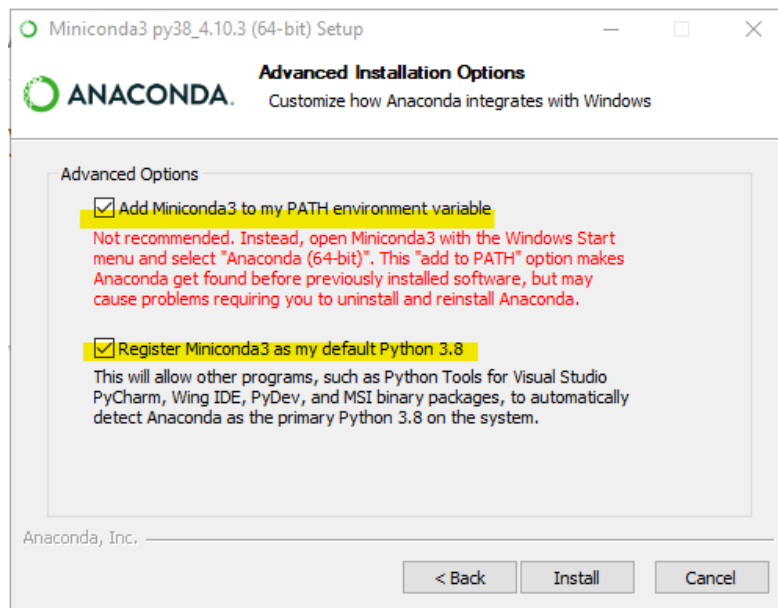 Miniconda3 py38_4.10.3 (64-bit) Setup
ANACONDA.
Advanced Installation Options
Customize how Anaconda integrates with Windows
Advanced Options
Add Miniconda3 to my PATH environment variable
Not recommended. Instead, open Miniconda3 with the Windows Start
menu and select "Anaconda (64-bit)". This "add to PATH" option makes
Anaconda get found before previously installed software, but may
cause problems requiring you to uninstall and reinstall Anaconda.
Register Miniconda3 as my default Python 3.8
This will allow other programs, such as Python Tools for Visual Studio
PyCharm, Wing IDE, PyDev, and MSI binary packages, to automatically
detect Anaconda as the primary Python 3.8 on the system.
Anaconda, Inc.
< Back
Install
Cancel